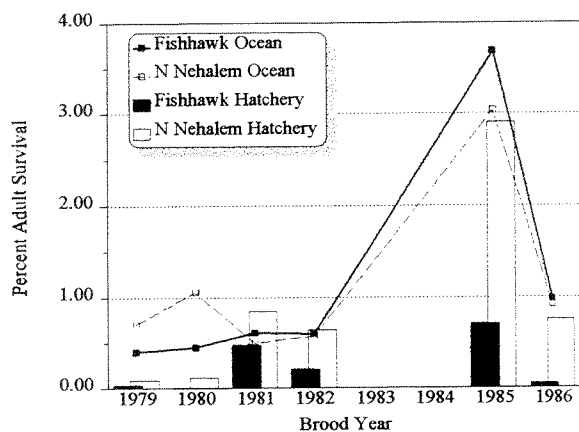 4.00
Fishhawk Ocean
N Nehalem Ocean
Fishhawk Hatchery
N Nehalem Hatchery
3.00
2.00
1.00
0.00
Percent Adult Survival
1979 1980 1981 1982 1983 1984 1985 1986
Brood Year